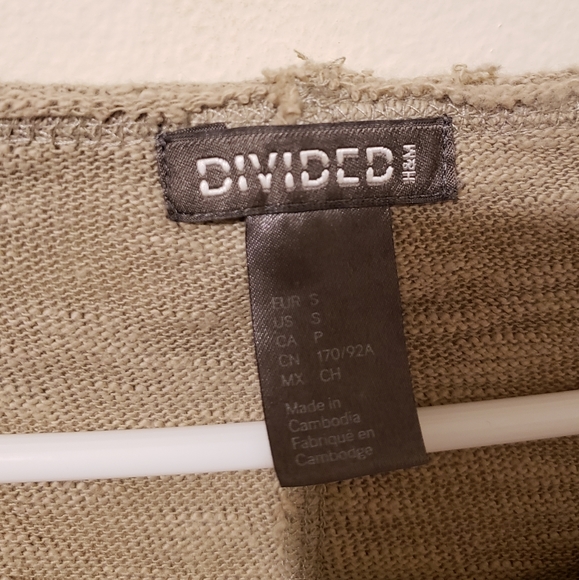 DIVIDED H&M
EUR S
US S
CA P
CN 170/92A
MX CH
Made in
Cambodia
Fabriqué en
Cambodge